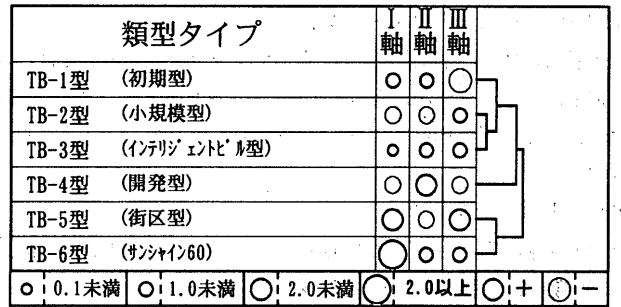 類型タイプ Ⅰ軸 Ⅱ軸 Ⅲ軸
TB-1型 (初期型)
TB-2型 (小規模型)
TB-3型 (インテリジェントビル型)
TB-4型 (開発型)
TB-5型 (街区型)
TB-6型 (サンシャイン60)
0.1未満 1.0未満 2.0未満 2.0以上 + −